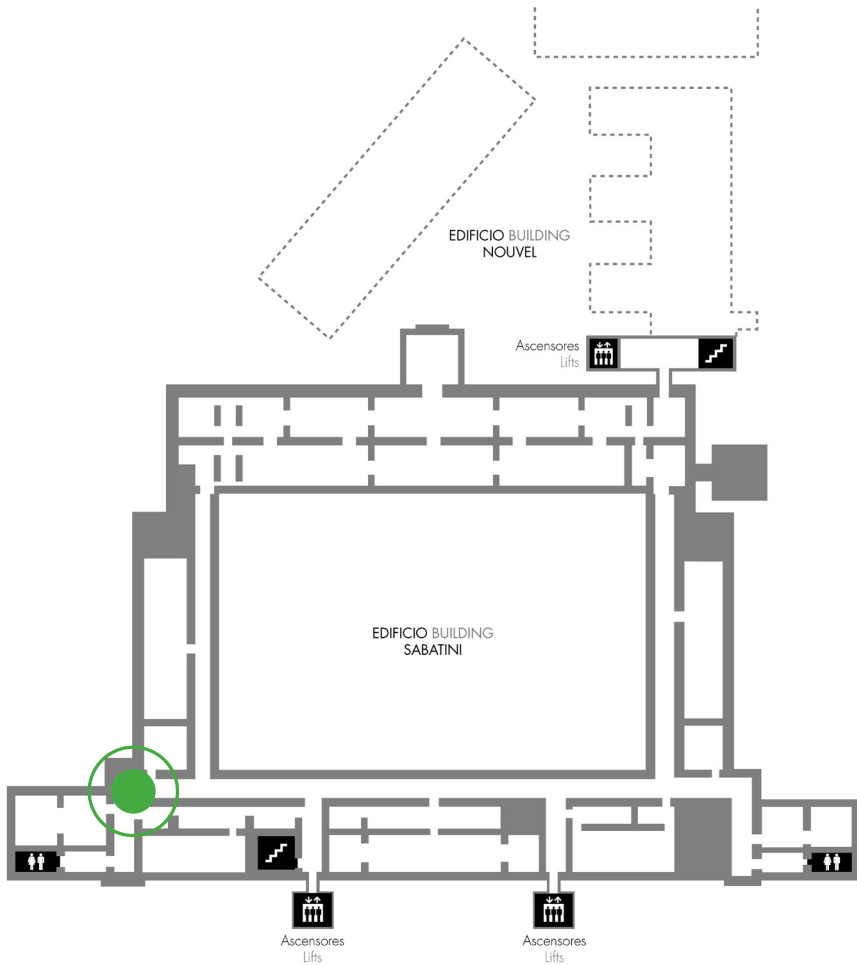 EDIFICIO BUILDING
NOUVEL
Ascensores
Lifts
EDIFICIO BUILDING
SABATINI
Ascensores
Lifts
Ascensores
Lifts